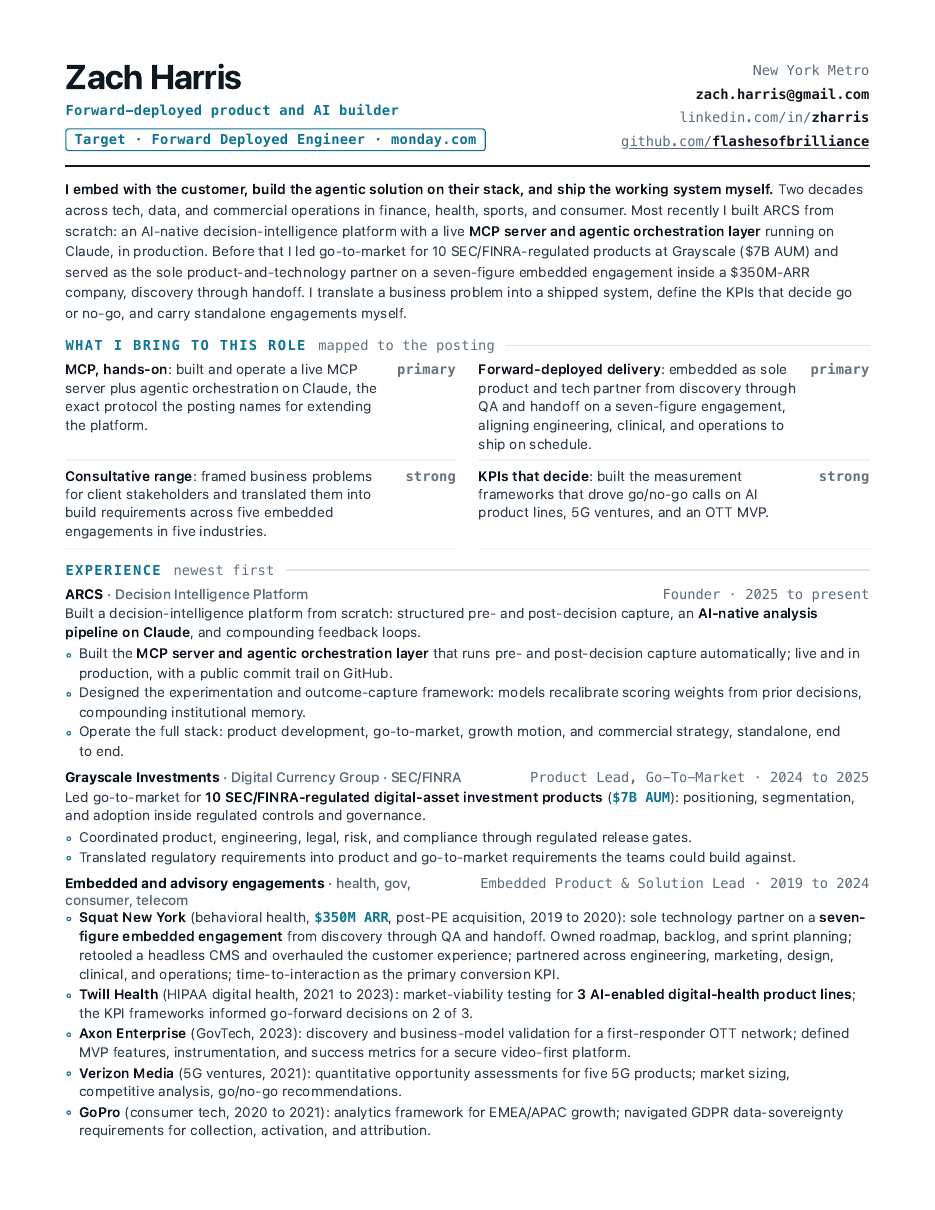 Zach Harris
Forward-deployed product and AI builder
Target · Forward Deployed Engineer · monday.com
New York Metro
zach.harris@gmail.com
linkedin.com/in/zharris
github.com/flashesofbrilliance
I embed with the customer, build the agentic solution on their stack, and ship the working system myself. Two decades
across tech, data, and commercial operations in finance, health, sports, and consumer. Most recently I built ARCS from
scratch: an AI-native decision-intelligence platform with a live MCP server and agentic orchestration layer running on
Claude, in production. Before that I led go-to-market for 10 SEC/FINRA-regulated products at Grayscale ($7B AUM) and
served as the sole product-and-technology partner on a seven-figure embedded engagement inside a $350M-ARR
company, discovery through handoff. I translate a business problem into a shipped system, define the KPIs that decide go
or no-go, and carry standalone engagements myself.
WHAT I BRING TO THIS ROLE mapped to the posting
MCP, hands-on: built and operate a live MCP primary
server plus agentic orchestration on Claude, the
exact protocol the posting names for extending
the platform.
Forward-deployed delivery: embedded as sole primary
product and tech partner from discovery through
QA and handoff on a seven-figure engagement,
aligning engineering, clinical, and operations to
ship on schedule.
Consultative range: framed business problems strong
for client stakeholders and translated them into
build requirements across five embedded
engagements in five industries.
KPIs that decide: built the measurement strong
frameworks that drove go/no-go calls on AI
product lines, 5G ventures, and an OTT MVP.
EXPERIENCE newest first
ARCS · Decision Intelligence Platform Founder · 2025 to present
Built a decision-intelligence platform from scratch: structured pre- and post-decision capture, an AI-native analysis
pipeline on Claude, and compounding feedback loops.
Built the MCP server and agentic orchestration layer that runs pre- and post-decision capture automatically; live and in
production, with a public commit trail on GitHub.
Designed the experimentation and outcome-capture framework: models recalibrate scoring weights from prior decisions,
compounding institutional memory.
Operate the full stack: product development, go-to-market, growth motion, and commercial strategy, standalone, end
to end.
Grayscale Investments · Digital Currency Group · SEC/FINRA Product Lead, Go-To-Market · 2024 to 2025
Led go-to-market for 10 SEC/FINRA-regulated digital-asset investment products ($7B AUM): positioning, segmentation,
and adoption inside regulated controls and governance.
Coordinated product, engineering, legal, risk, and compliance through regulated release gates.
Translated regulatory requirements into product and go-to-market requirements the teams could build against.
Embedded and advisory engagements · health, gov, Embedded Product & Solution Lead · 2019 to 2024
consumer, telecom
Squat New York (behavioral health, $350M ARR, post-PE acquisition, 2019 to 2020): sole technology partner on a seven-
figure embedded engagement from discovery through QA and handoff. Owned roadmap, backlog, and sprint planning;
retooled a headless CMS and overhauled the customer experience; partnered across engineering, marketing, design,
clinical, and operations; time-to-interaction as the primary conversion KPI.
Twill Health (HIPAA digital health, 2021 to 2023): market-viability testing for 3 AI-enabled digital-health product lines;
the KPI frameworks informed go-forward decisions on 2 of 3.
Axon Enterprise (GovTech, 2023): discovery and business-model validation for a first-responder OTT network; defined
MVP features, instrumentation, and success metrics for a secure video-first platform.
Verizon Media (5G ventures, 2021): quantitative opportunity assessments for five 5G products; market sizing,
competitive analysis, go/no-go recommendations.
GoPro (consumer tech, 2020 to 2021): analytics framework for EMEA/APAC growth; navigated GDPR data-sovereignty
requirements for collection, activation, and attribution.